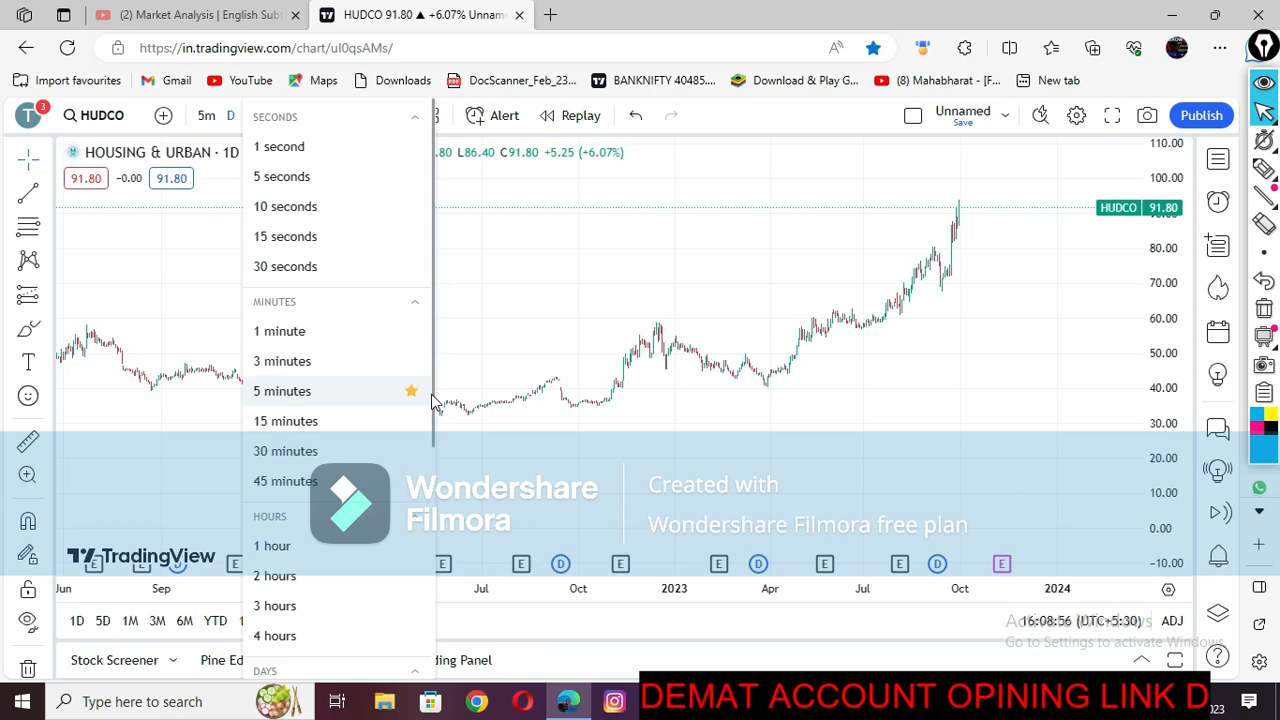 (2) Market Analysis | English Sub
HUDCO 91.80 ▲ +6.07% Unnam
https://in.tradingview.com/chart/uI0qsAMs/
Import favourites
Gmail
YouTube
Maps
Downloads
DocScanner_Feb_23-...
BANKNIFTY 40485....
Download & Play G...
(8) Mahabharat - [F...
New tab
T
3
HUDCO
5m
D
Alert
Replay
Unnamed
Save
Publish
HOUSING & URBAN · 1D
.80 L86.40 C91.80 +5.25 (+6.07%)
91.80
-0.00
91.80
SECONDS
1 second
5 seconds
10 seconds
15 seconds
30 seconds
MINUTES
1 minute
3 minutes
5 minutes
15 minutes
30 minutes
45 minutes
HOURS
1 hour
2 hours
3 hours
4 hours
DAYS
110.00
100.00
HUDCO 91.80
80.00
70.00
60.00
50.00
40.00
30.00
20.00
10.00
0.00
−10.00
Wondershare
Filmora
Created with
Wondershare Filmora free plan
TradingView
E
D
E
E
E
D
E
E
D
E
E
D
E
Jun
Sep
Jul
Oct
2023
Apr
Jul
Oct
2024
1D
5D
1M
3M
6M
YTD
16:08:56 (UTC+5:30)
ADJ
Activate Windows
Go to Settings to activate Windows.
Stock Screener
Pine Ed
ding Panel
Type here to search
DEMAT ACCOUNT OPINING LINK D
023